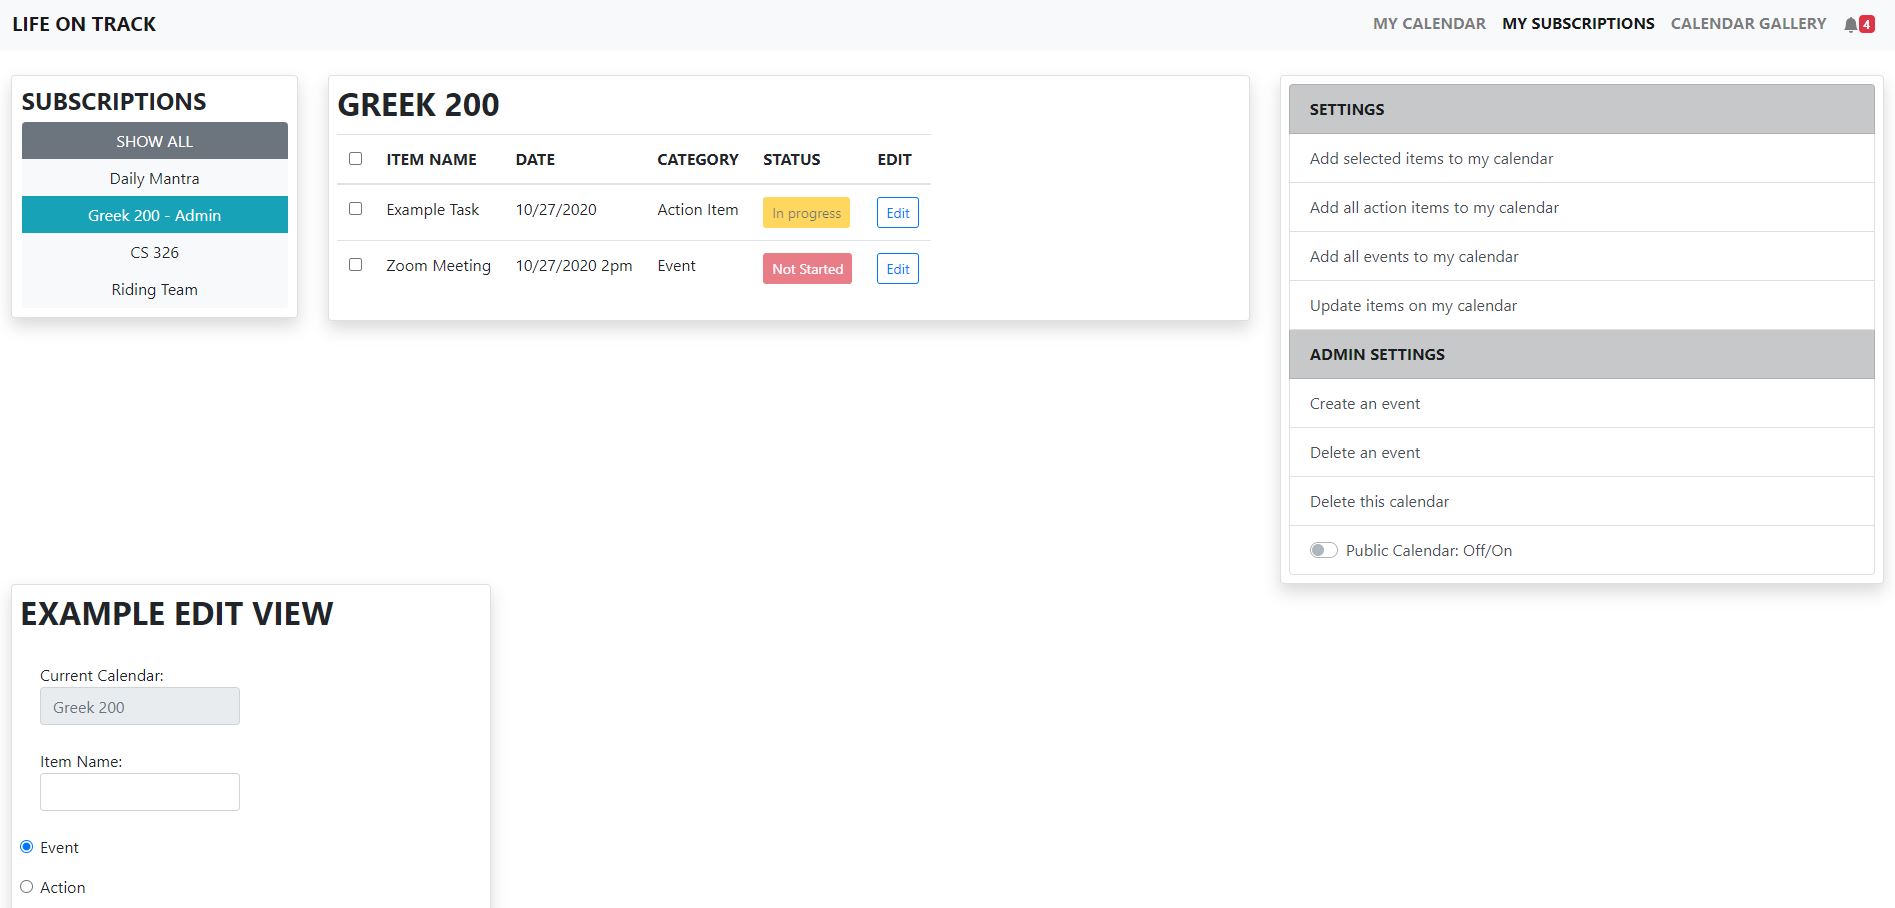 LIFE ON TRACK
MY CALENDAR MY SUBSCRIPTIONS CALENDAR GALLERY 4
SUBSCRIPTIONS
SHOW ALL
Daily Mantra
Greek 200 - Admin
CS 326
Riding Team
GREEK 200
ITEM NAME DATE CATEGORY STATUS EDIT
Example Task 10/27/2020 Action Item In progress Edit
Zoom Meeting 10/27/2020 2pm Event Not Started Edit
SETTINGS
Add selected items to my calendar
Add all action items to my calendar
Add all events to my calendar
Update items on my calendar
ADMIN SETTINGS
Create an event
Delete an event
Delete this calendar
Public Calendar: Off/On
EXAMPLE EDIT VIEW
Current Calendar:
Greek 200
Item Name:
Event
Action